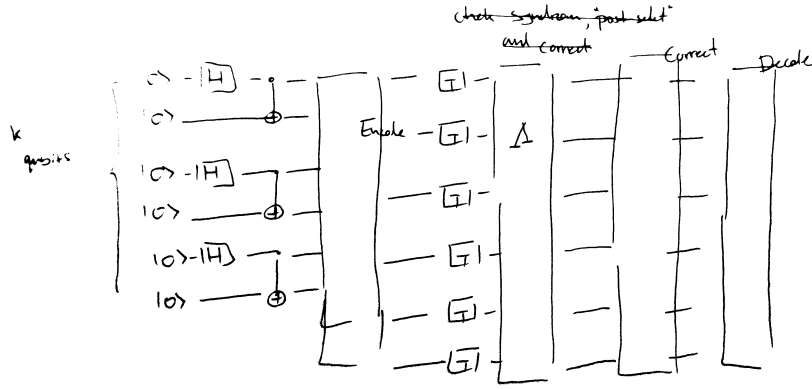 check syndrome, "post select"
and correct
Correct
Decode
|0> H
|0>
k
qubits
Encode
Λ
|0> H
|0>
|0> H
|0>
I
I
I
I
I
I